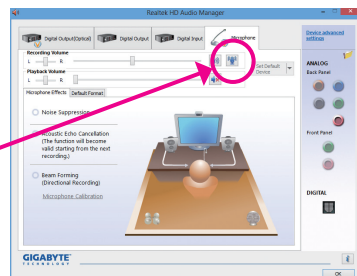 Realtek HD Audio Manager
Digital Output(Optical)
Digital Output
Digital Input
Microphone
Device advanced
settings
Recording Volume
L
R
Set Default
Device
Playback Volume
L
R
Microphone Effects
Default Format
Noise Suppression
Acoustic Echo Cancellation
(The function will become
valid starting from the next
recording.)
Beam Forming
(Directional Recording)
Microphone Calibration
ANALOG
Back Panel
Front Panel
DIGITAL
GIGABYTE
TECHNOLOGY
OK